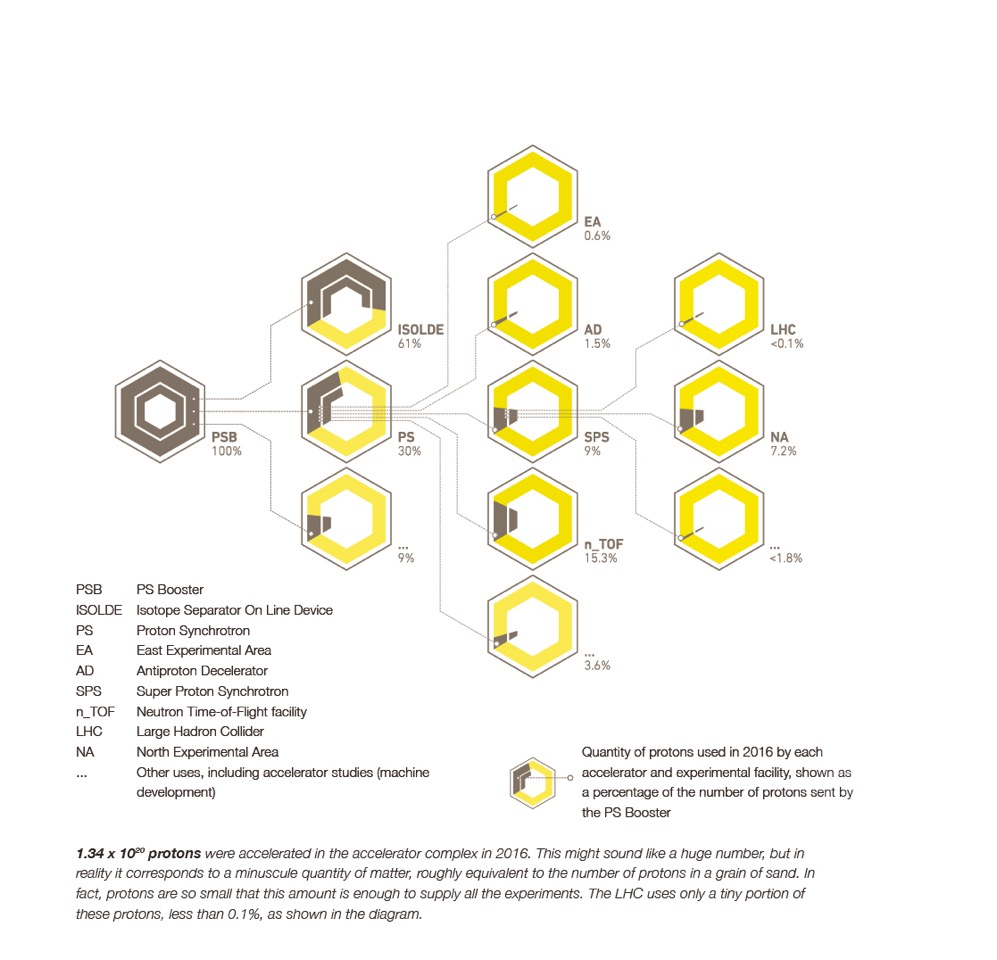 EA
0.6%
ISOLDE
61%
AD
1.5%
LHC
<0.1%
PSB
100%
PS
30%
SPS
9%
NA
7.2%
...
9%
n_TOF
15.3%
...
<1.8%
...
3.6%
PSB PS Booster
ISOLDE Isotope Separator On Line Device
PS Proton Synchrotron
EA East Experimental Area
AD Antiproton Decelerator
SPS Super Proton Synchrotron
n_TOF Neutron Time-of-Flight facility
LHC Large Hadron Collider
NA North Experimental Area
... Other uses, including accelerator studies (machine
development)
Quantity of protons used in 2016 by each
accelerator and experimental facility, shown as
a percentage of the number of protons sent by
the PS Booster
1.34 x 10²⁰ protons were accelerated in the accelerator complex in 2016. This might sound like a huge number, but in
reality it corresponds to a minuscule quantity of matter, roughly equivalent to the number of protons in a grain of sand. In
fact, protons are so small that this amount is enough to supply all the experiments. The LHC uses only a tiny portion of
these protons, less than 0.1%, as shown in the diagram.